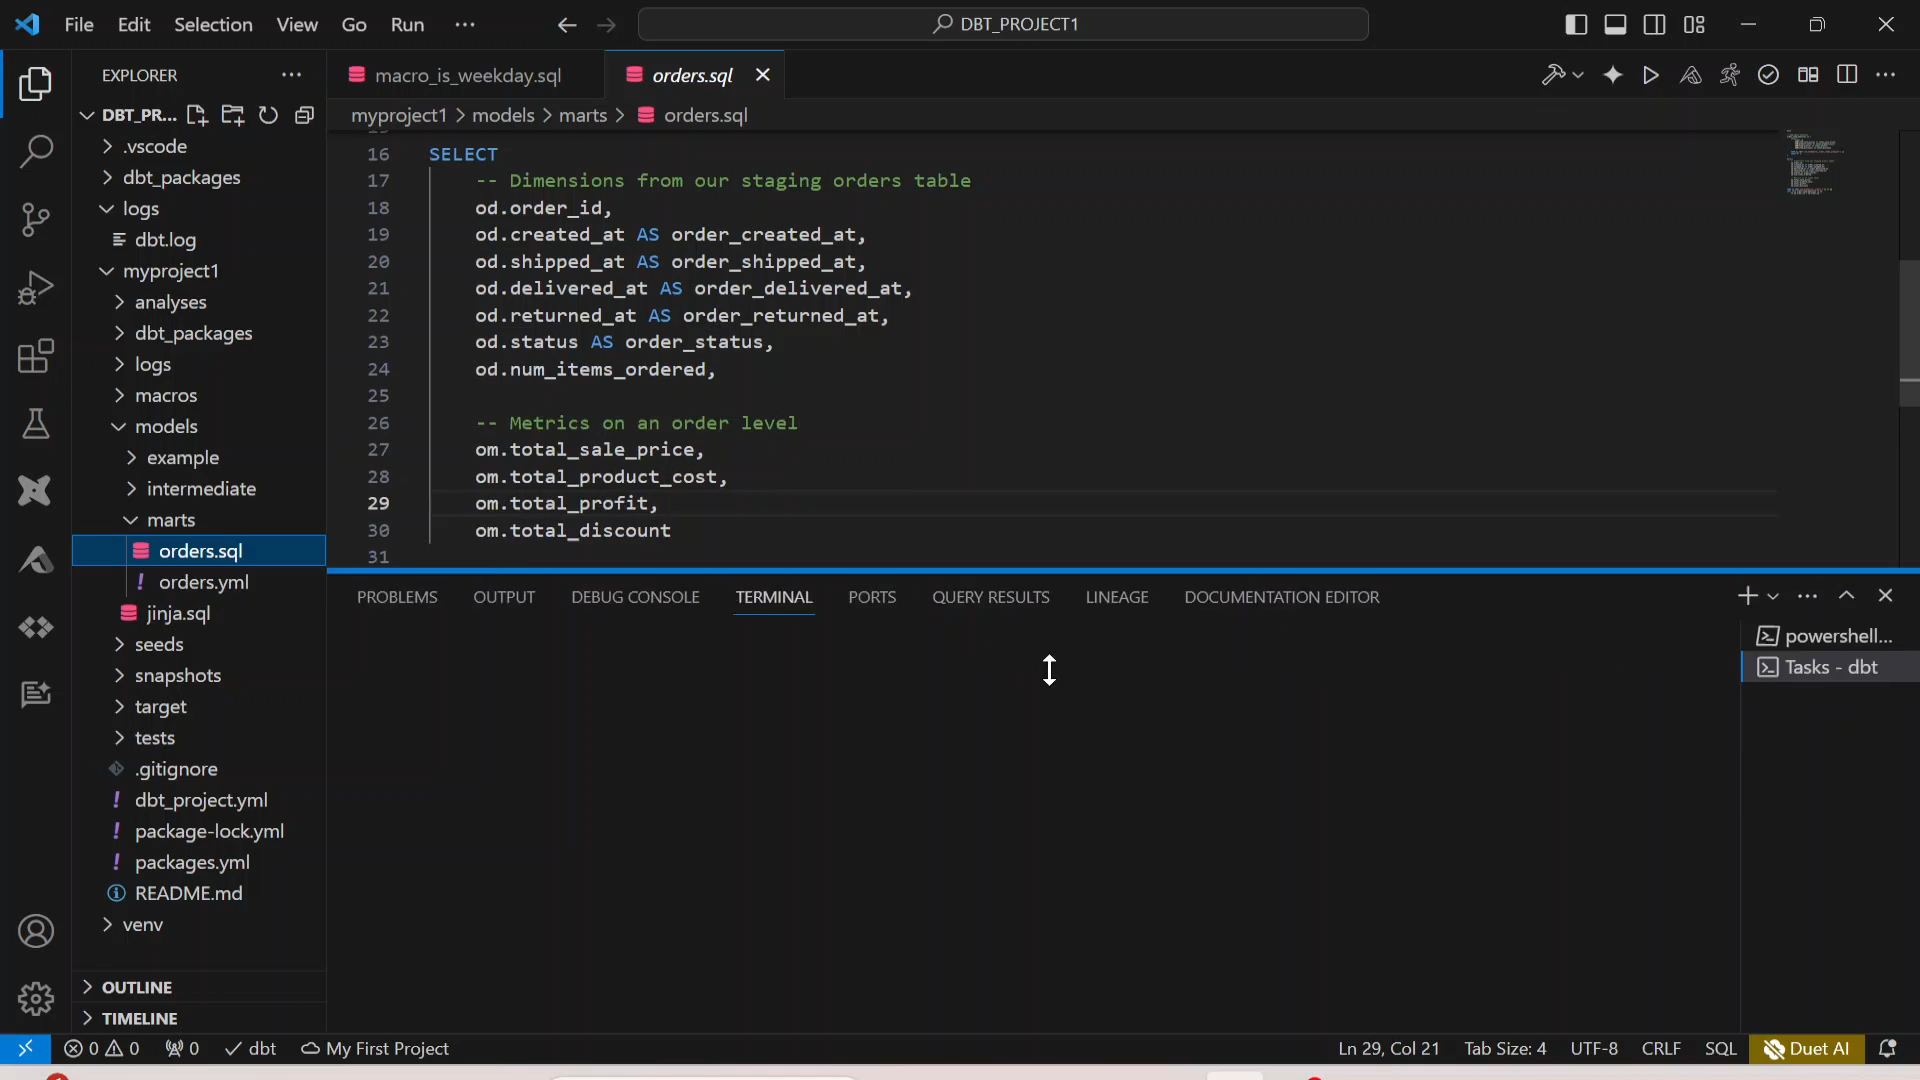 File Edit Selection View Go Run ··· DBT_PROJECT1
EXPLORER ···
DBT_PR...
.vscode
dbt_packages
logs
dbt.log
myproject1
analyses
dbt_packages
logs
macros
models
example
intermediate
marts
orders.sql
! orders.yml
jinja.sql
seeds
snapshots
target
tests
.gitignore
! dbt_project.yml
! package-lock.yml
! packages.yml
README.md
venv
OUTLINE
TIMELINE
macro_is_weekday.sql orders.sql
myproject1 > models > marts > orders.sql
16 SELECT
17 -- Dimensions from our staging orders table
18 od.order_id,
19 od.created_at AS order_created_at,
20 od.shipped_at AS order_shipped_at,
21 od.delivered_at AS order_delivered_at,
22 od.returned_at AS order_returned_at,
23 od.status AS order_status,
24 od.num_items_ordered,
25
26 -- Metrics on an order level
27 om.total_sale_price,
28 om.total_product_cost,
29 om.total_profit,
30 om.total_discount
31
PROBLEMS OUTPUT DEBUG CONSOLE TERMINAL PORTS QUERY RESULTS LINEAGE DOCUMENTATION EDITOR
powershell...
Tasks - dbt
0 0 0 dbt My First Project Ln 29, Col 21 Tab Size: 4 UTF-8 CRLF SQL Duet AI